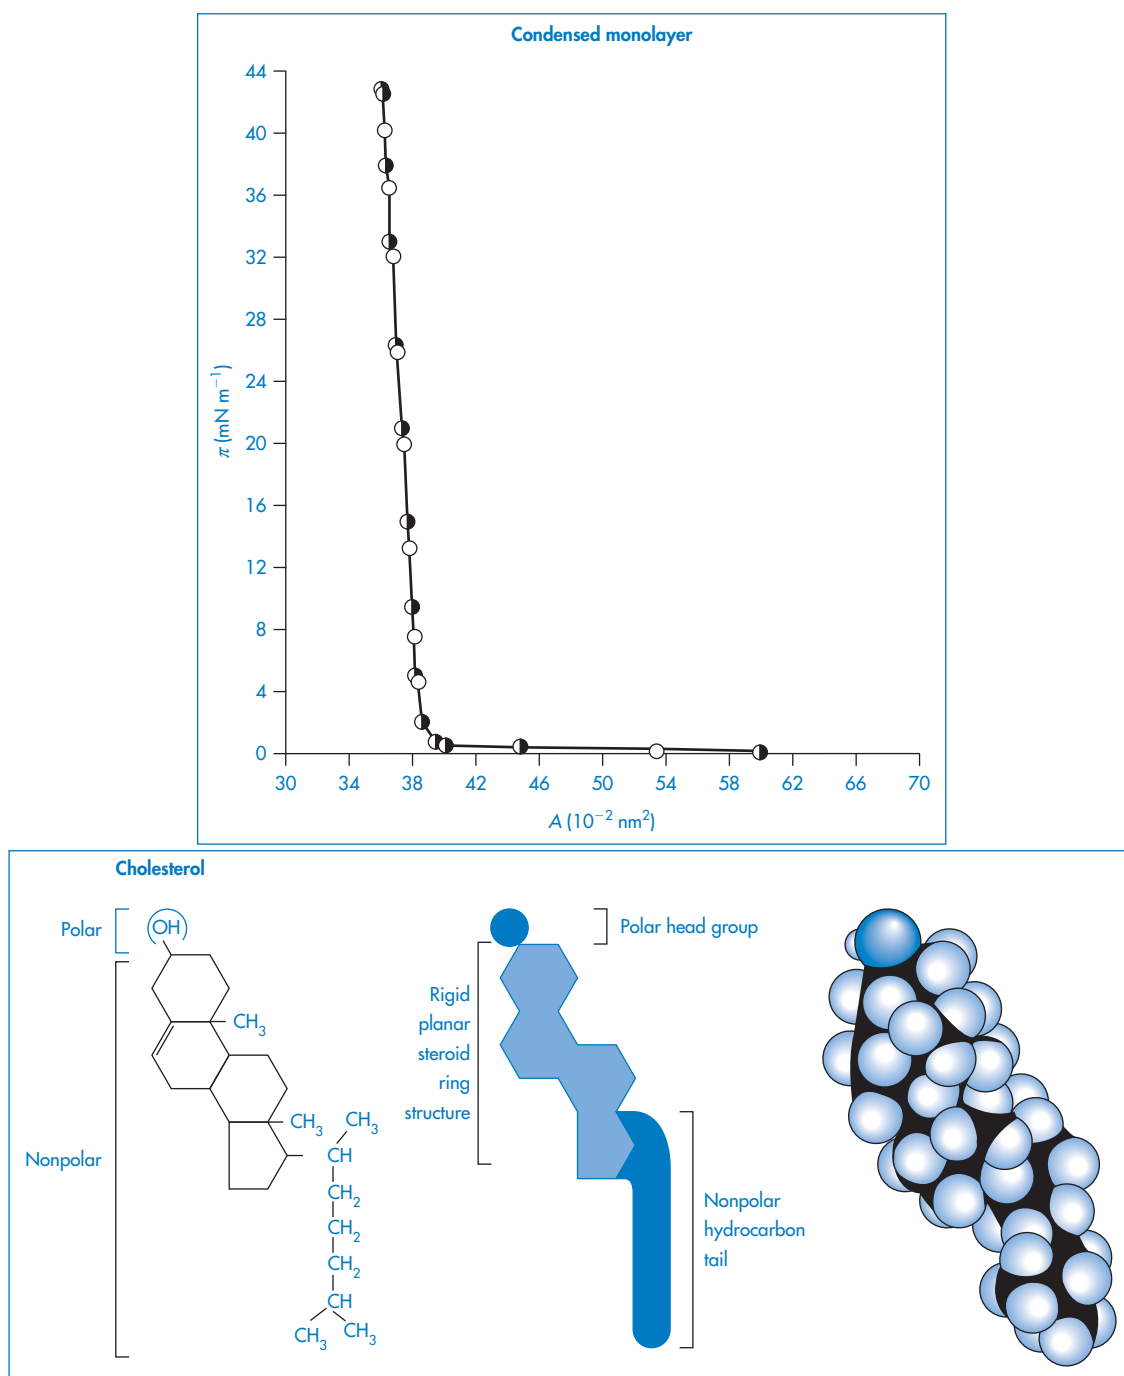 Condensed monolayer
44
40
36
32
28
24
20
16
12
8
4
0
π (mN m⁻¹)
30 34 38 42 46 50 54 58 62 66 70
A (10⁻² nm²)
Cholesterol
Polar
OH
Nonpolar
CH₃
CH₃
CH₃
CH
CH₂
CH₂
CH₂
CH
CH₃
CH₃
Polar head group
Rigid
planar
steroid
ring
structure
Nonpolar
hydrocarbon
tail